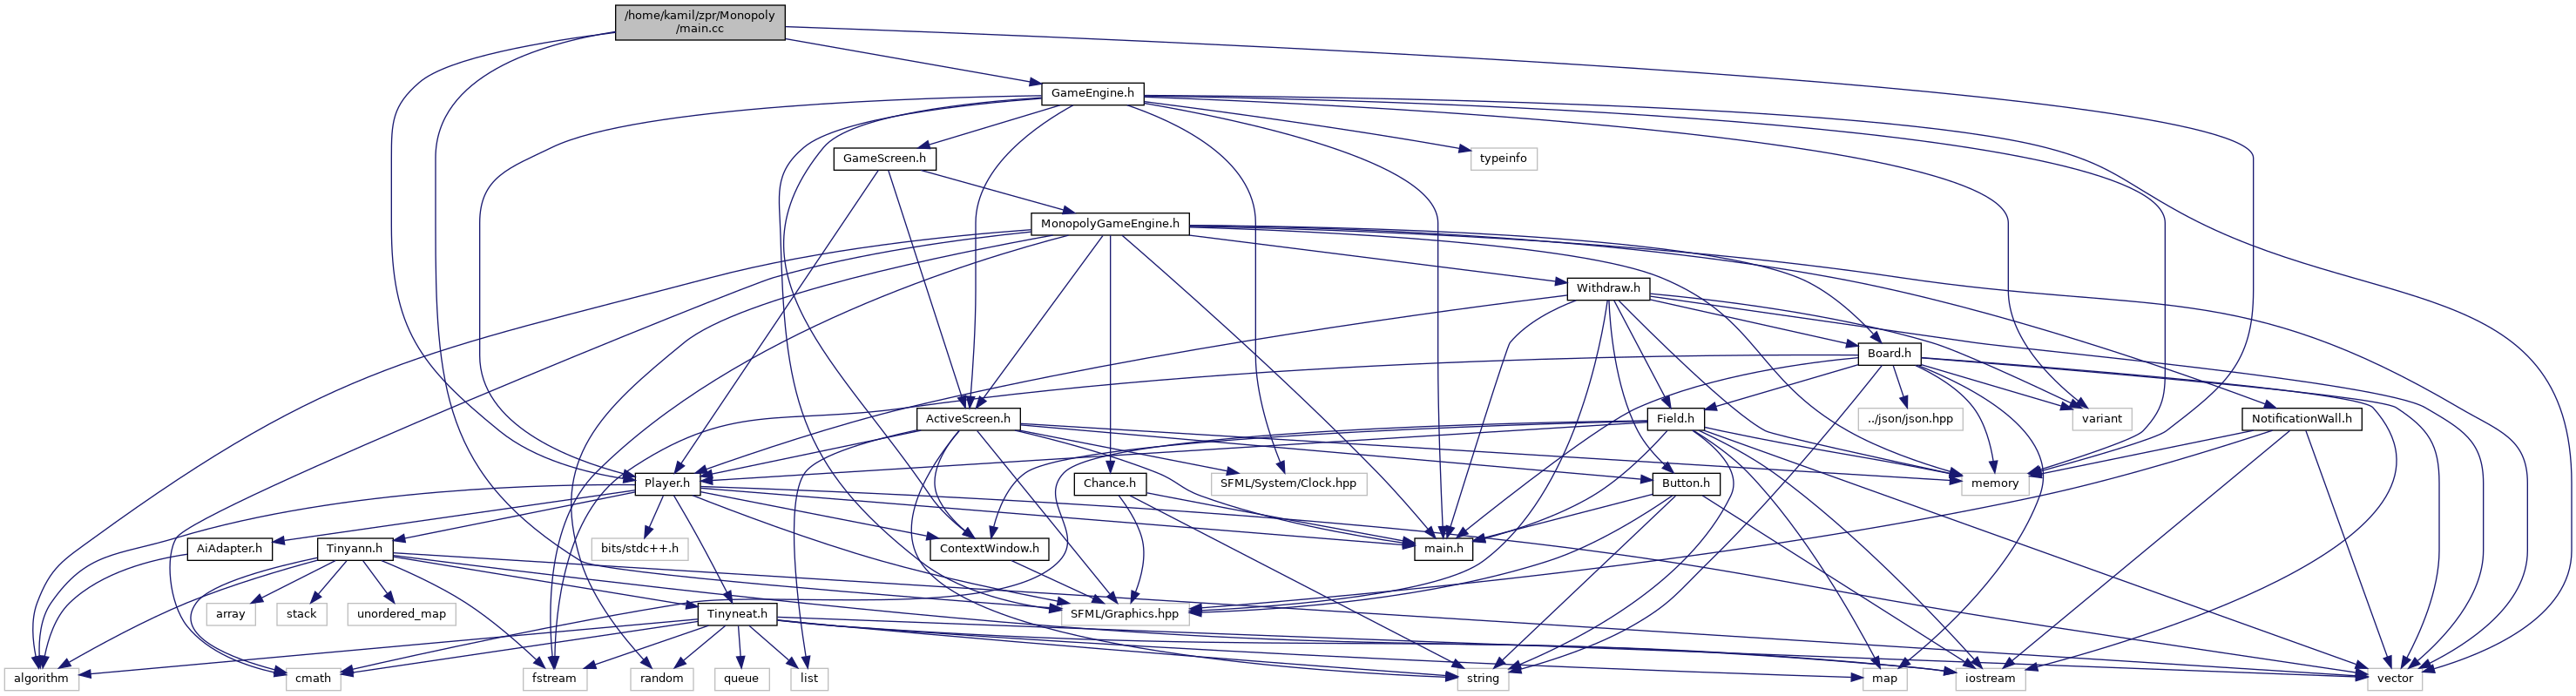 /home/kamil/zpr/Monopoly
/main.cc
GameEngine.h
GameScreen.h
typeinfo
MonopolyGameEngine.h
Withdraw.h
Board.h
ActiveScreen.h
Field.h
../json/json.hpp
variant
NotificationWall.h
Player.h
Chance.h
SFML/System/Clock.hpp
Button.h
memory
AiAdapter.h
Tinyann.h
bits/stdc++.h
ContextWindow.h
main.h
array
stack
unordered_map
Tinyneat.h
SFML/Graphics.hpp
algorithm
cmath
fstream
random
queue
list
string
map
iostream
vector